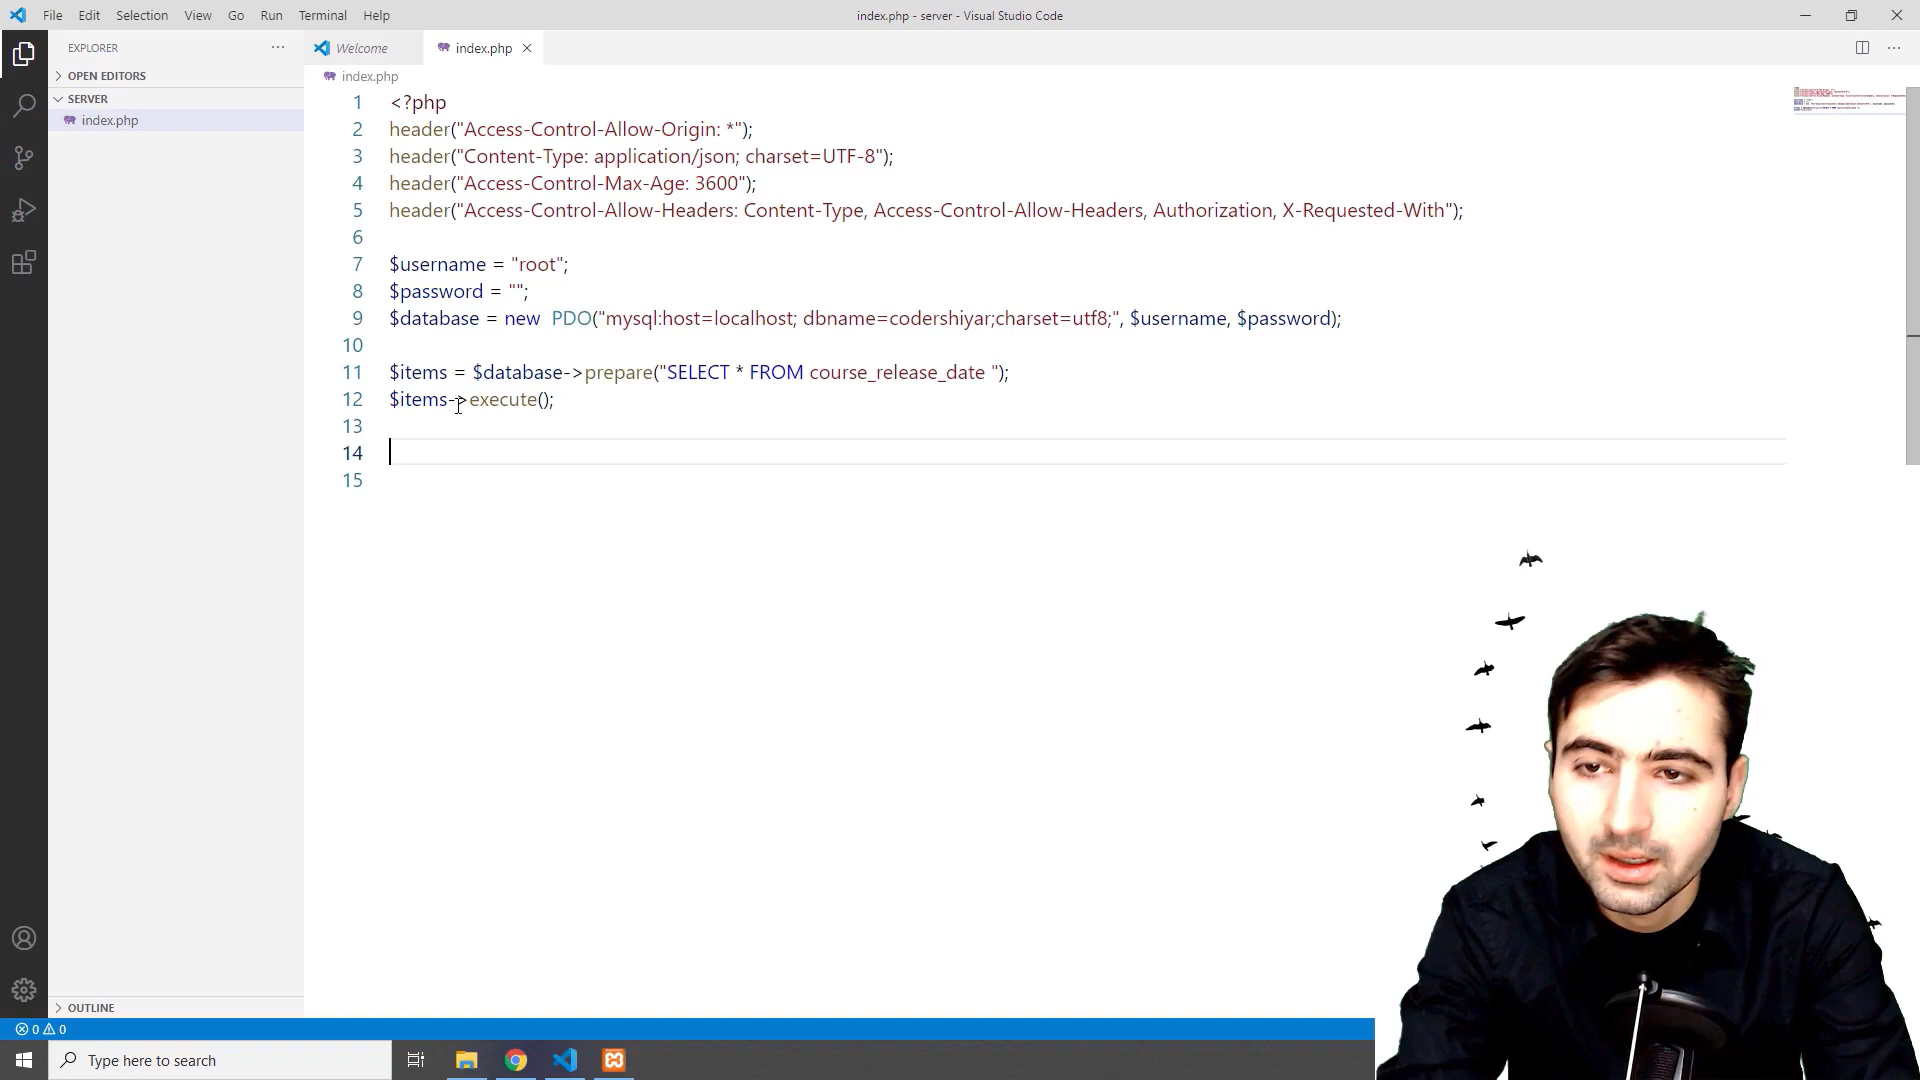 File Edit Selection View Go Run Terminal Help
index.php - server - Visual Studio Code
EXPLORER
OPEN EDITORS
SERVER
index.php
OUTLINE
Welcome
index.php
index.php
1 <?php
2 header("Access-Control-Allow-Origin: *");
3 header("Content-Type: application/json; charset=UTF-8");
4 header("Access-Control-Max-Age: 3600");
5 header("Access-Control-Allow-Headers: Content-Type, Access-Control-Allow-Headers, Authorization, X-Requested-With");
6
7 $username = "root";
8 $password = "";
9 $database = new  PDO("mysql:host=localhost; dbname=codershiyar;charset=utf8;", $username, $password);
10
11 $items = $database->prepare("SELECT * FROM course_release_date ");
12 $items->execute();
13
14
15
0 0
Type here to search